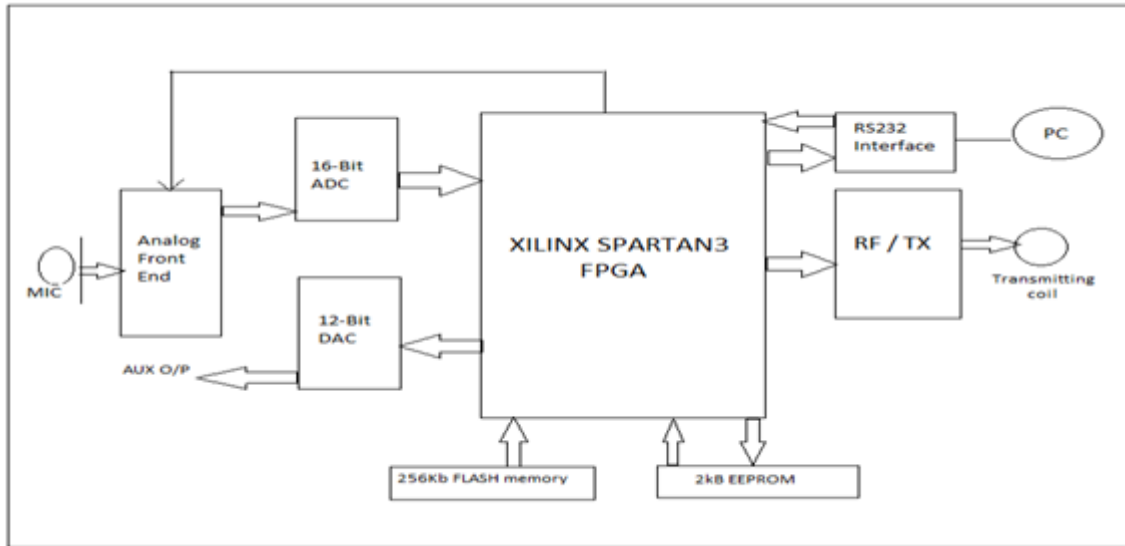 16-Bit
ADC
RS232
Interface
PC
Analog
Front
End
MIC
XILINX SPARTAN3
FPGA
RF / TX
Transmitting
coil
12-Bit
DAC
AUX O/P
256Kb FLASH memory
2kB EEPROM